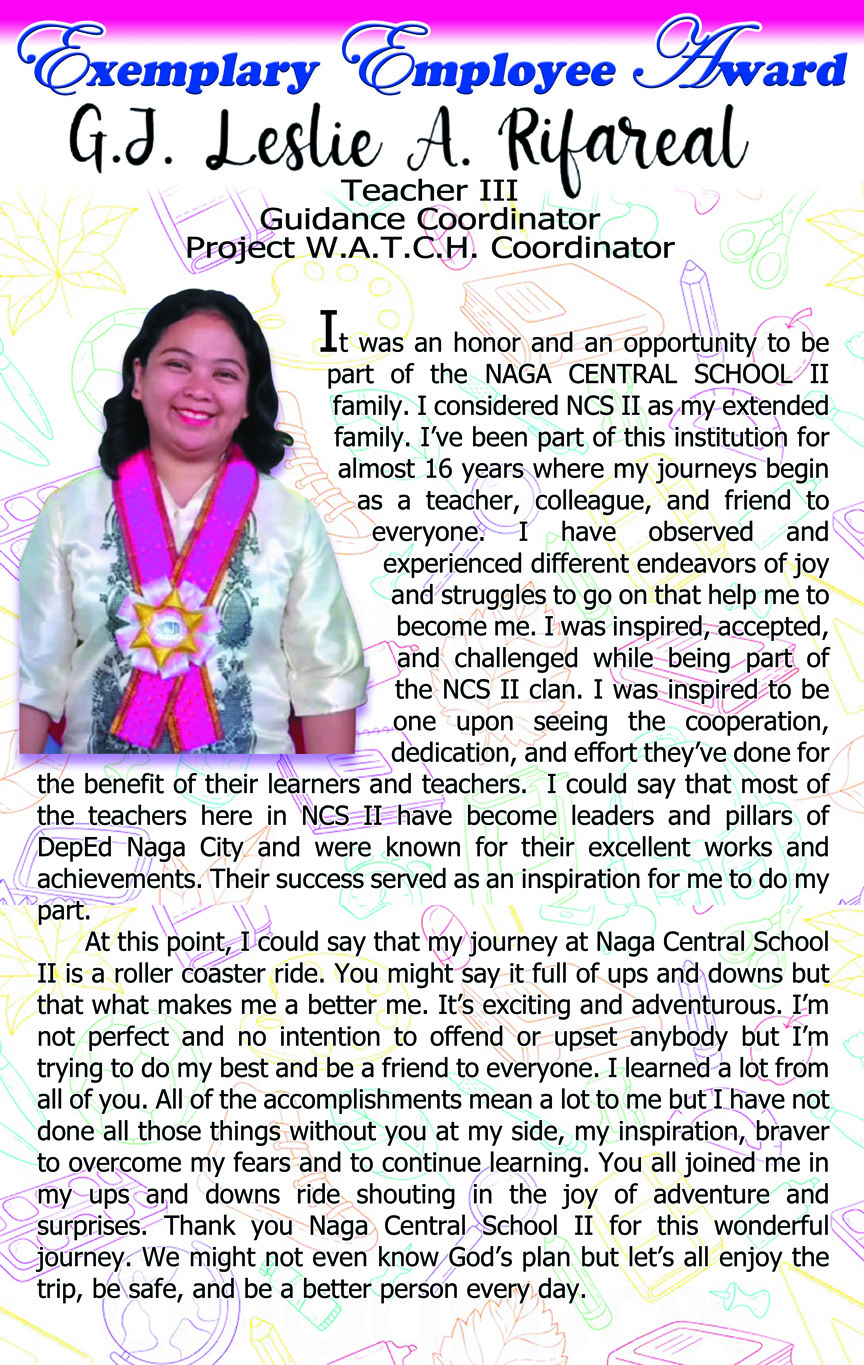 Exemplary Employee Award
G.J. Leslie A. Rifareal
Teacher III
Guidance Coordinator
Project W.A.T.C.H. Coordinator
It was an honor and an opportunity to be
part of the NAGA CENTRAL SCHOOL II
family. I considered NCS II as my extended
family. I’ve been part of this institution for
almost 16 years where my journeys begin
as a teacher, colleague, and friend to
everyone. I have observed and
experienced different endeavors of joy
and struggles to go on that help me to
become me. I was inspired, accepted,
and challenged while being part of
the NCS II clan. I was inspired to be
one upon seeing the cooperation,
dedication, and effort they’ve done for
the benefit of their learners and teachers. I could say that most of
the teachers here in NCS II have become leaders and pillars of
DepEd Naga City and were known for their excellent works and
achievements. Their success served as an inspiration for me to do my
part.
At this point, I could say that my journey at Naga Central School
II is a roller coaster ride. You might say it full of ups and downs but
that what makes me a better me. It’s exciting and adventurous. I’m
not perfect and no intention to offend or upset anybody but I’m
trying to do my best and be a friend to everyone. I learned a lot from
all of you. All of the accomplishments mean a lot to me but I have not
done all those things without you at my side, my inspiration, braver
to overcome my fears and to continue learning. You all joined me in
my ups and downs ride shouting in the joy of adventure and
surprises. Thank you Naga Central School II for this wonderful
journey. We might not even know God’s plan but let’s all enjoy the
trip, be safe, and be a better person every day.